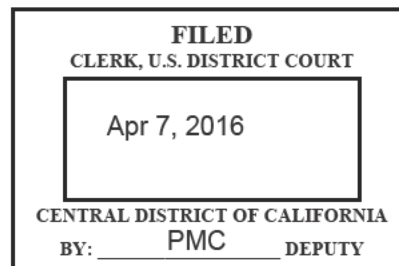 FILED
CLERK, U.S. DISTRICT COURT
Apr 7, 2016
CENTRAL DISTRICT OF CALIFORNIA
BY: PMC DEPUTY